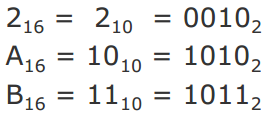 2₁₆ = 2₁₀ = 0010₂
A₁₆ = 10₁₀ = 1010₂
B₁₆ = 11₁₀ = 1011₂